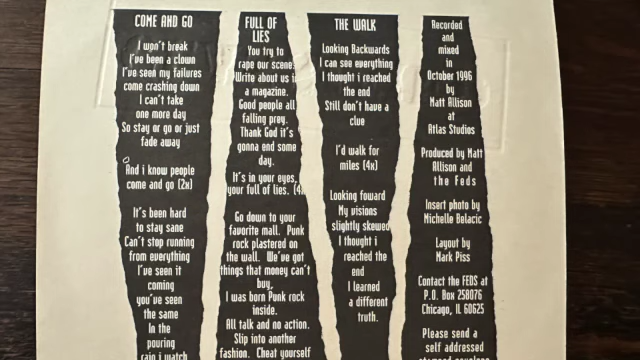 COME AND GO
I won't break
I've been a clown
I've seen my failures
come crashing down
I can't take
one more day
So stay or go or just
fade away
And i know people
come and go (2x)
It's been hard
to stay sane
Can't stop running
from everything
I've seen it
coming
you've seen
the same
In the
pouring
rain i watch
FULL OF
LIES
You try to
rape our scene.
Write about us in
a magazine.
Good people all
falling prey.
Thank God it's
gonna end some
day.
It's in your eyes,
your full of lies. (4x
Go down to your
favorite mall. Punk
rock plastered on
the wall. We've got
things that money can't
buy,
I was born Punk rock
inside.
All talk and no action.
Slip into another
fashion. Cheat yourself
THE WALK
Looking Backwards
I can see everything
I thought i reached
the end
Still don't have a
clue
I'd walk for
miles (4x)
Looking foward
My visions
slightly skewed
I thought i
reached the
end
I learned
a different
truth.
Recorded
and
mixed
in
October 1996
by
Matt Allison
at
Atlas Studios
Produced by Matt
Allison and
the Feds
Insert photo by
Michelle Belacic
Layout by
Mark Piss
Contact the FEDS at
P.O. Box 258076
Chicago, IL 60625
Please send a
self addressed
stamped envelope